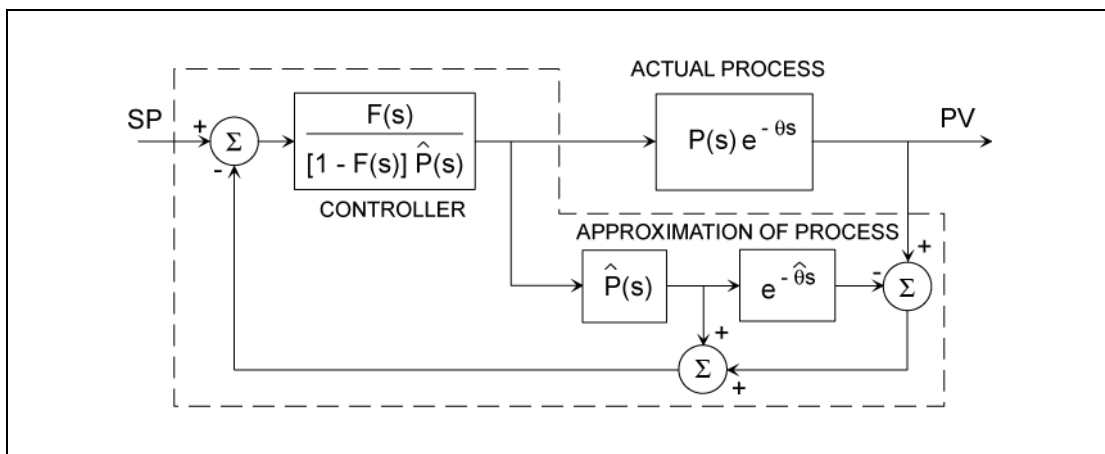 ACTUAL PROCESS
SP
+
Σ
-
F(s)
[1 - F(s)] P̂(s)
CONTROLLER
P(s) e^{- θs}
PV
APPROXIMATION OF PROCESS
P̂(s)
e^{- θ̂s}
+
-
Σ
+
Σ
+